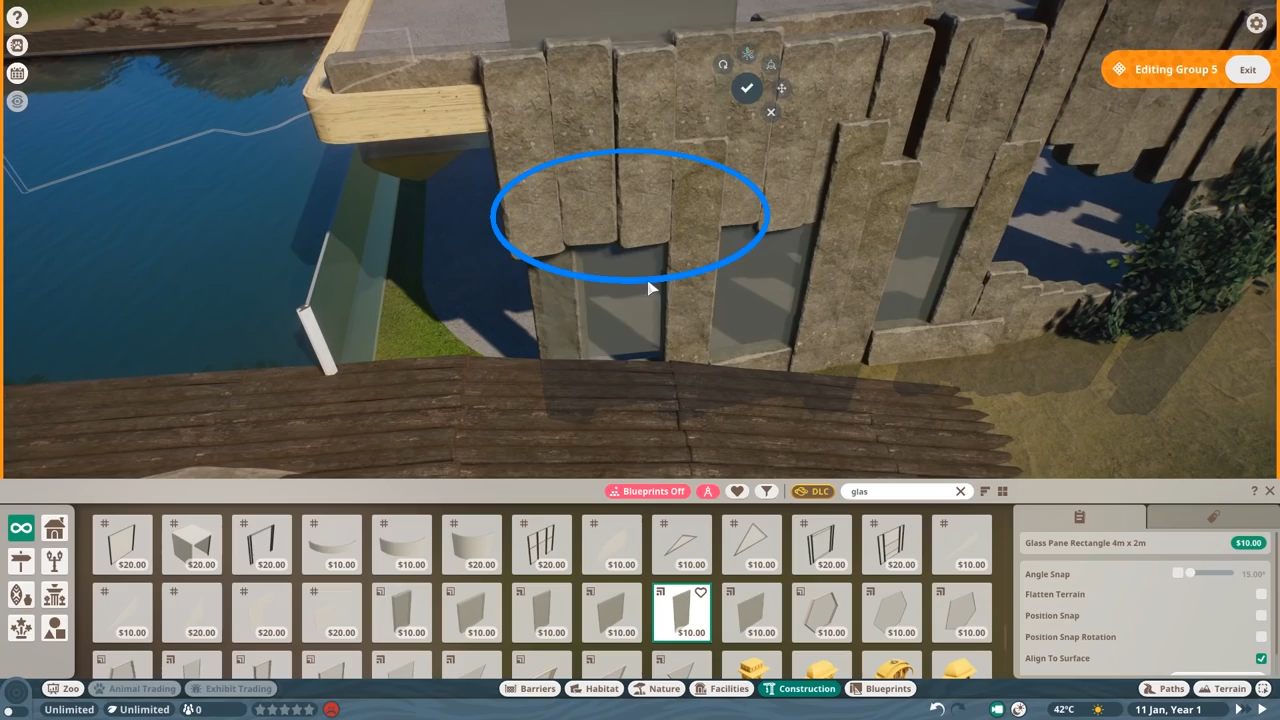 ?
Editing Group 5
Exit
Blueprints Off
DLC
glas
?
$20.00
$20.00
$20.00
$10.00
$10.00
$20.00
$20.00
$10.00
$10.00
$10.00
$20.00
$20.00
$10.00
$10.00
$20.00
$20.00
$20.00
$10.00
$10.00
$10.00
$10.00
$10.00
$10.00
$10.00
$10.00
$10.00
Glass Pane Rectangle 4m x 2m
$10.00
Angle Snap
15.00°
Flatten Terrain
Position Snap
Position Snap Rotation
Align To Surface
Zoo
Animal Trading
Exhibit Trading
Barriers
Habitat
Nature
Facilities
Construction
Blueprints
Paths
Terrain
Unlimited
Unlimited
0
42°C
11 Jan, Year 1